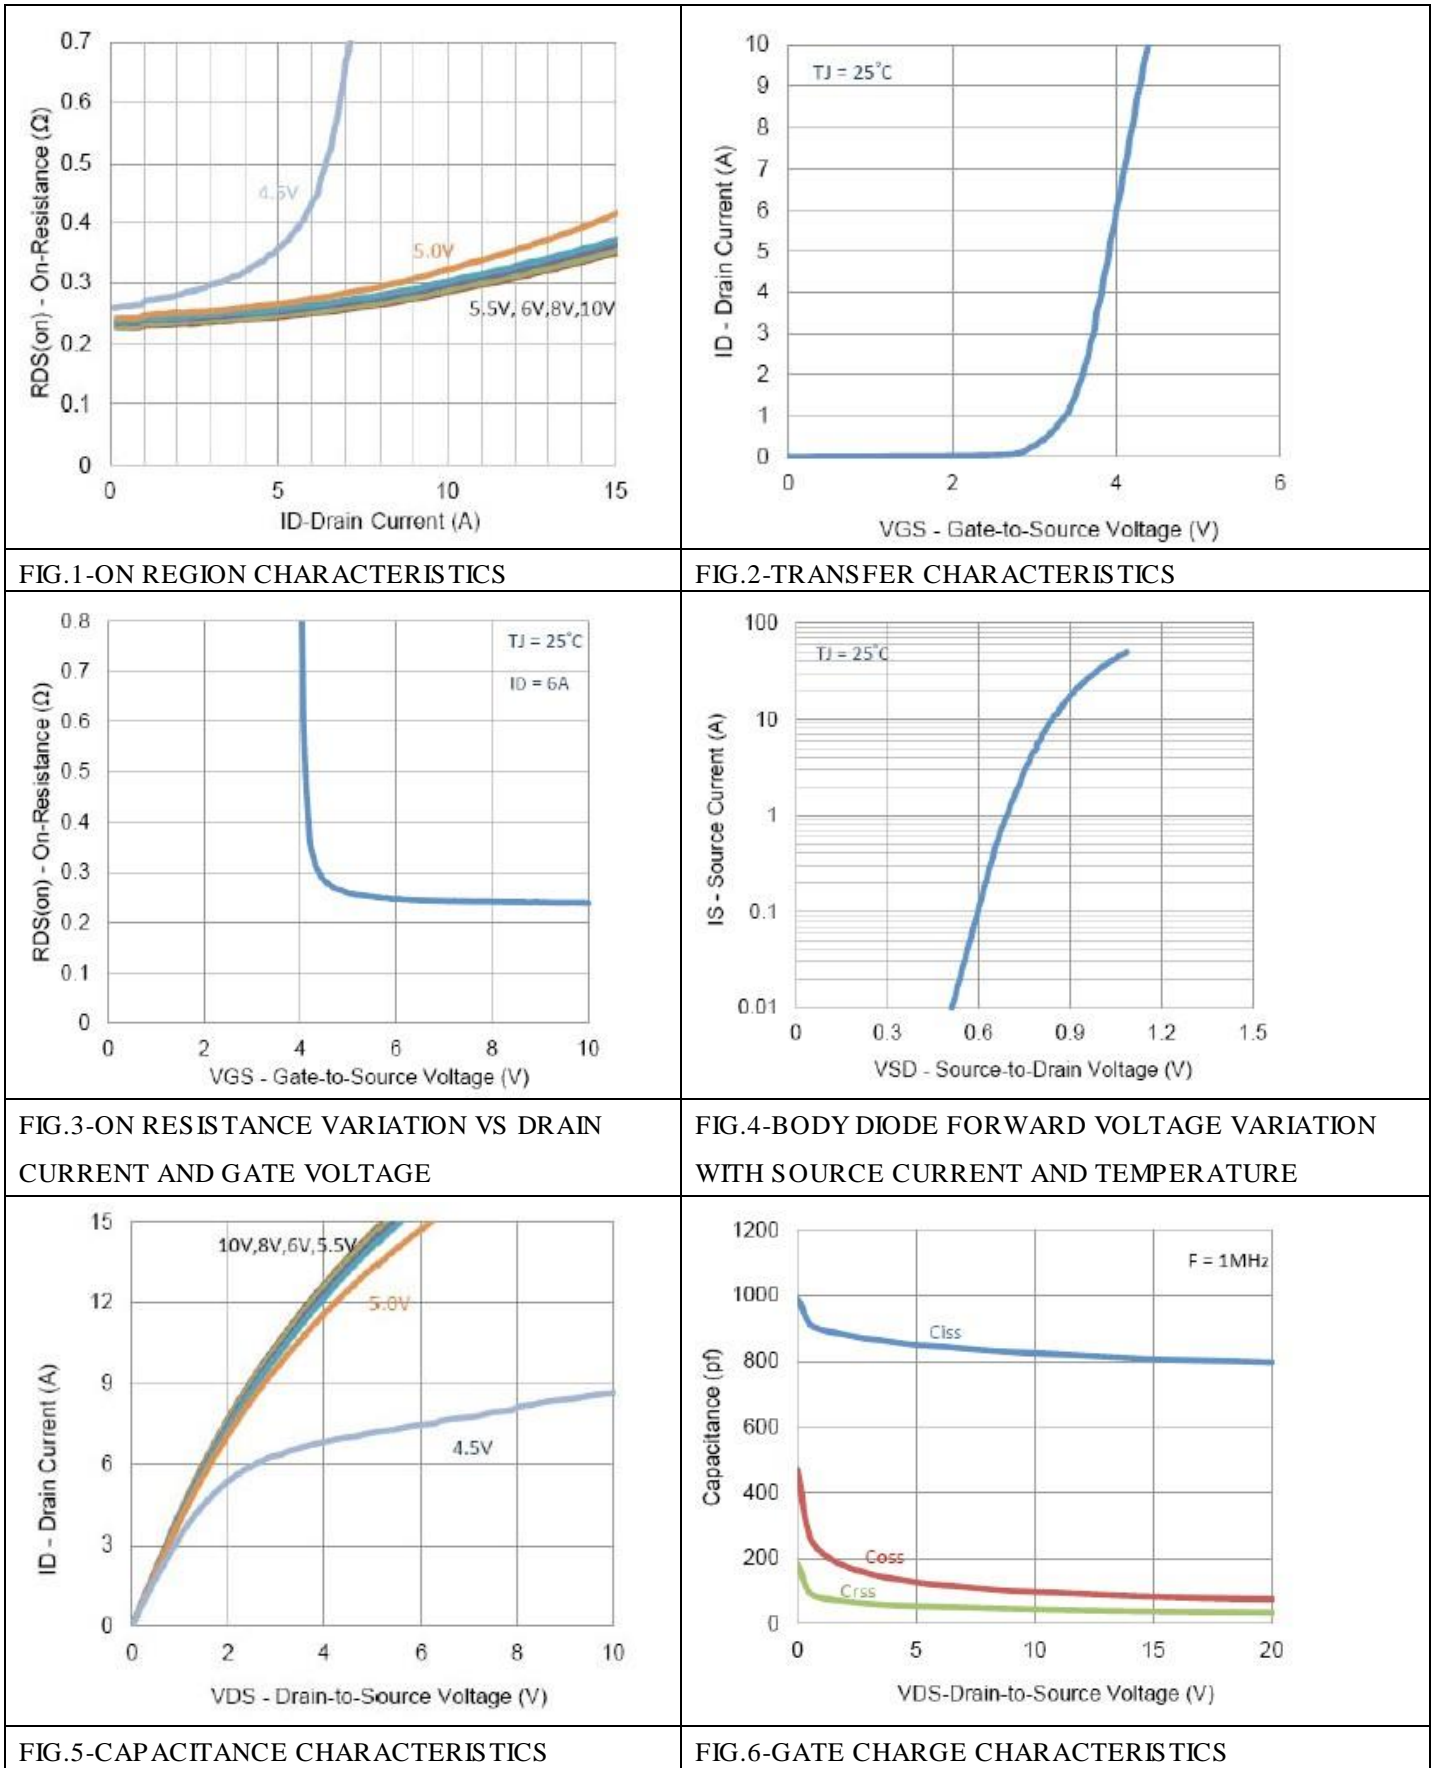 0.7
0.6
0.5
0.4
0.3
0.2
0.1
0
RDS(on) - On-Resistance (Ω)
4.5V
5.0V
5.5V, 6V,8V,10V
0 5 10 15
ID-Drain Current (A)
FIG.1-ON REGION CHARACTERISTICS
10
9
8
7
6
5
4
3
2
1
0
ID - Drain Current (A)
TJ = 25°C
0 2 4 6
VGS - Gate-to-Source Voltage (V)
FIG.2-TRANSFER CHARACTERISTICS
0.8
0.7
0.6
0.5
0.4
0.3
0.2
0.1
0
RDS(on) - On-Resistance (Ω)
TJ = 25°C
ID = 6A
0 2 4 6 8 10
VGS - Gate-to-Source Voltage (V)
FIG.3-ON RESISTANCE VARIATION VS DRAIN
CURRENT AND GATE VOLTAGE
100
10
1
0.1
0.01
IS - Source Current (A)
TJ = 25°C
0 0.3 0.6 0.9 1.2 1.5
VSD - Source-to-Drain Voltage (V)
FIG.4-BODY DIODE FORWARD VOLTAGE VARIATION
WITH SOURCE CURRENT AND TEMPERATURE
15
12
9
6
3
0
ID - Drain Current (A)
10V,8V,6V,5.5V
5.0V
4.5V
0 2 4 6 8 10
VDS - Drain-to-Source Voltage (V)
FIG.5-CAPACITANCE CHARACTERISTICS
1200
1000
800
600
400
200
0
Capacitance (pf)
F = 1MHz
Ciss
Coss
Crss
0 5 10 15 20
VDS-Drain-to-Source Voltage (V)
FIG.6-GATE CHARGE CHARACTERISTICS